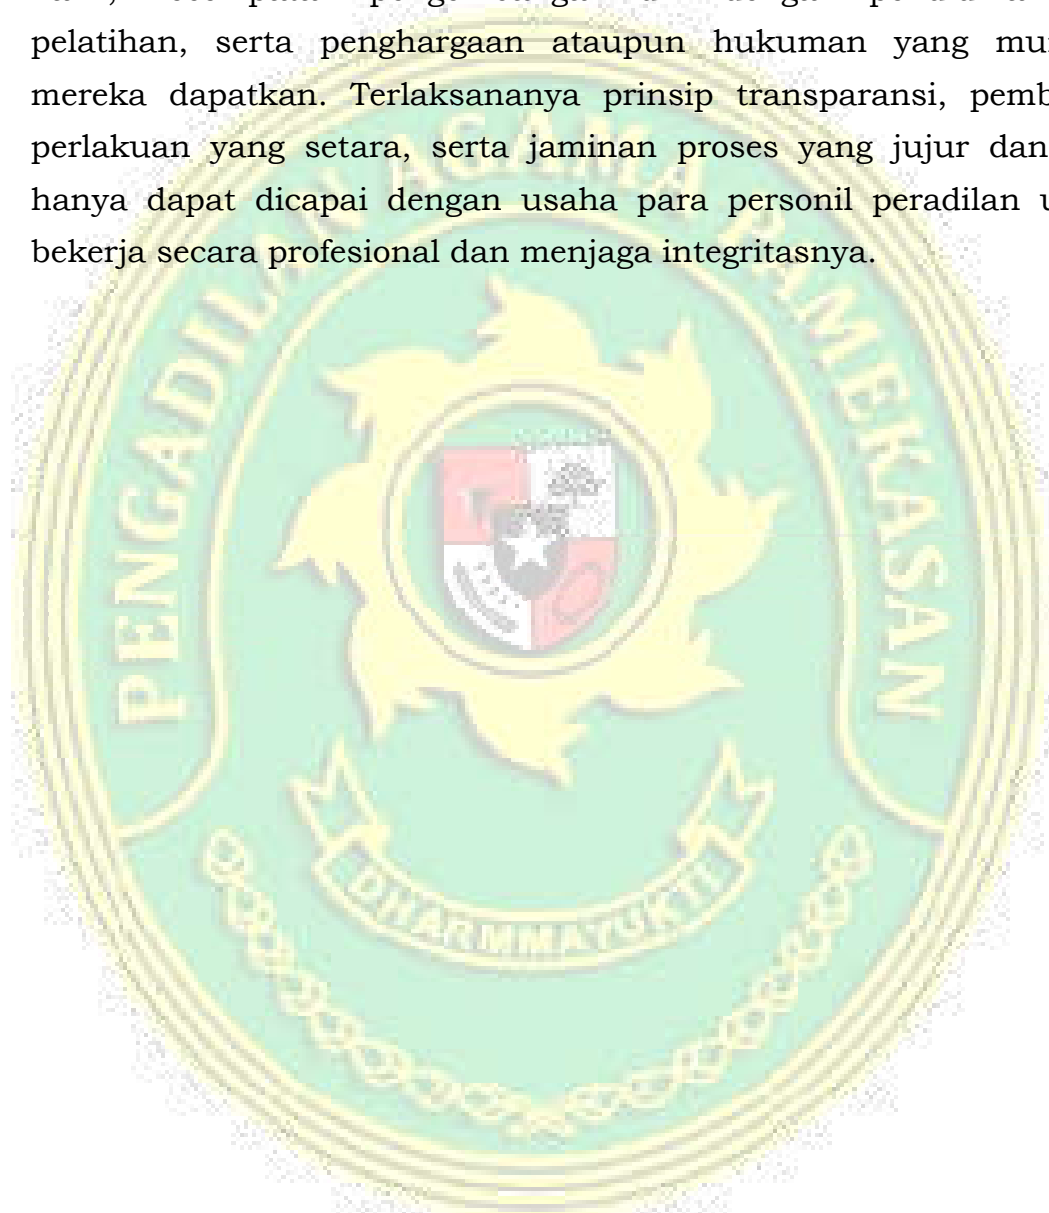 pelatihan, serta penghargaan ataupun hukuman yang mu
mereka dapatkan. Terlaksananya prinsip transparansi, pemb
perlakuan yang setara, serta jaminan proses yang jujur dan
hanya dapat dicapai dengan usaha para personil peradilan u
bekerja secara profesional dan menjaga integritasnya.
PENGADILAN AGAMA PAMEKASAN
DHARMMAYUKTI